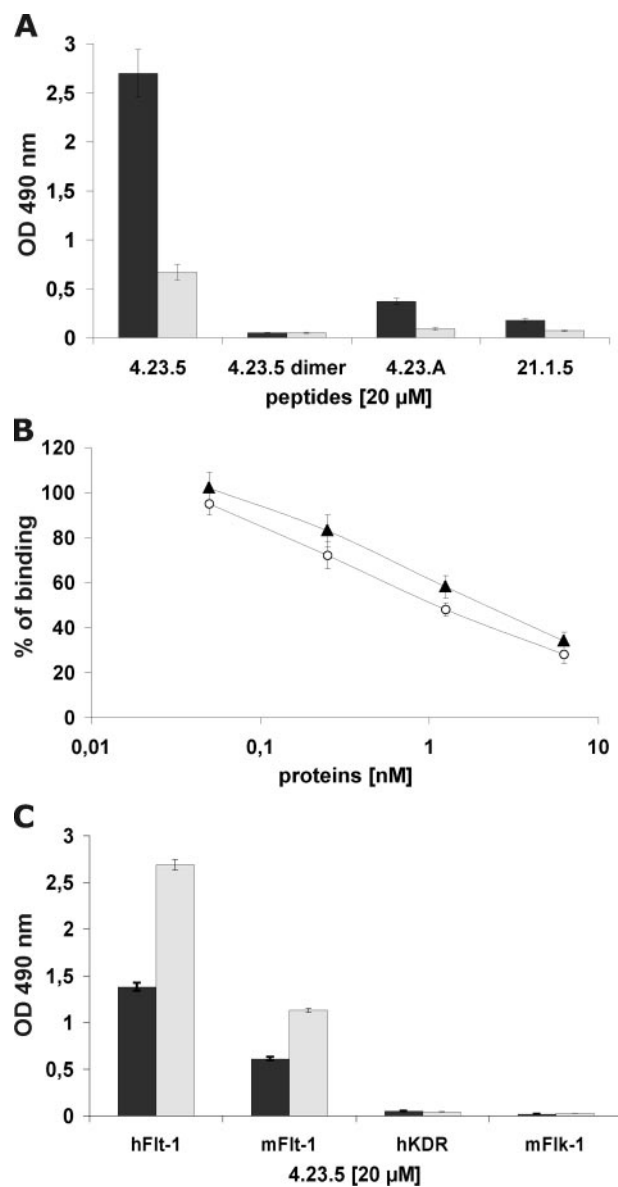 A
3
2,5
2
1,5
1
0,5
0
OD 490 nm
4.23.5 4.23.5 dimer 4.23.A 21.1.5
peptides [20 µM]
B
120
100
80
60
40
20
0
% of binding
0,01 0,1 1 10
proteins [nM]
C
3
2,5
2
1,5
1
0,5
0
OD 490 nm
hFlt-1 mFlt-1 hKDR mFlk-1
4.23.5 [20 µM]